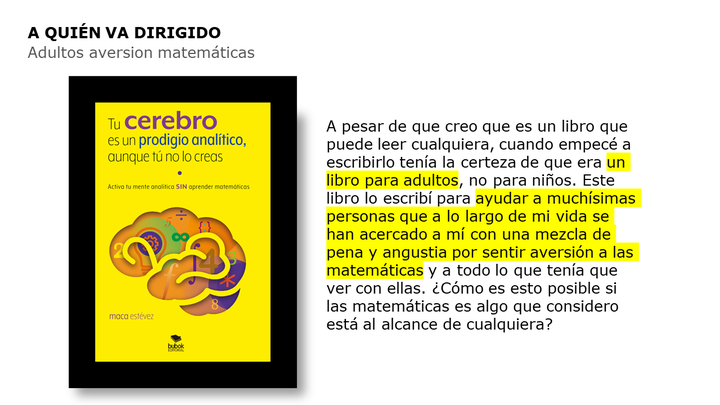 A QUIÉN VA DIRIGIDO
Adultos aversion matemáticas
Tu cerebro
es un prodigio analítico,
aunque tú no lo creas
Activa tu mente analítica SIN aprender matemáticas
maca estévez
bubok
EDITORIAL
A pesar de que creo que es un libro que
puede leer cualquiera, cuando empecé a
escribirlo tenía la certeza de que era un
libro para adultos, no para niños. Este
libro lo escribí para ayudar a muchísimas
personas que a lo largo de mi vida se
han acercado a mí con una mezcla de
pena y angustia por sentir aversión a las
matemáticas y a todo lo que tenía que
ver con ellas. ¿Cómo es esto posible si
las matemáticas es algo que considero
está al alcance de cualquiera?